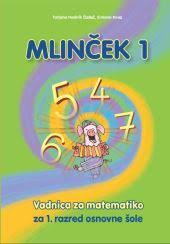 MLINČEK 1
5
4
7
6
Vadnica za matematiko
za 1. razred osnovne šole